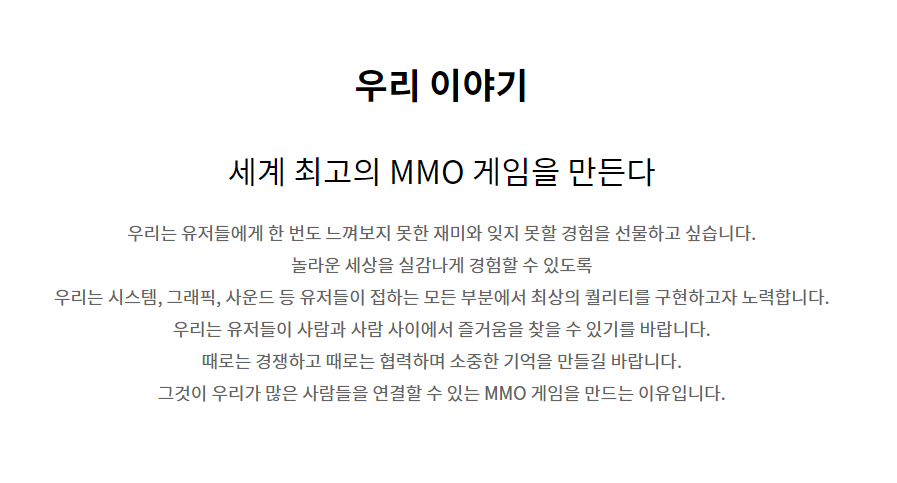 우리 이야기
세계 최고의 MMO 게임을 만든다
우리는 유저들에게 한 번도 느껴보지 못한 재미와 잊지 못할 경험을 선물하고 싶습니다.
놀라운 세상을 실감나게 경험할 수 있도록
우리는 시스템, 그래픽, 사운드 등 유저들이 접하는 모든 부분에서 최상의 퀄리티를 구현하고자 노력합니다.
우리는 유저들이 사람과 사람 사이에서 즐거움을 찾을 수 있기를 바랍니다.
때로는 경쟁하고 때로는 협력하며 소중한 기억을 만들길 바랍니다.
그것이 우리가 많은 사람들을 연결할 수 있는 MMO 게임을 만드는 이유입니다.